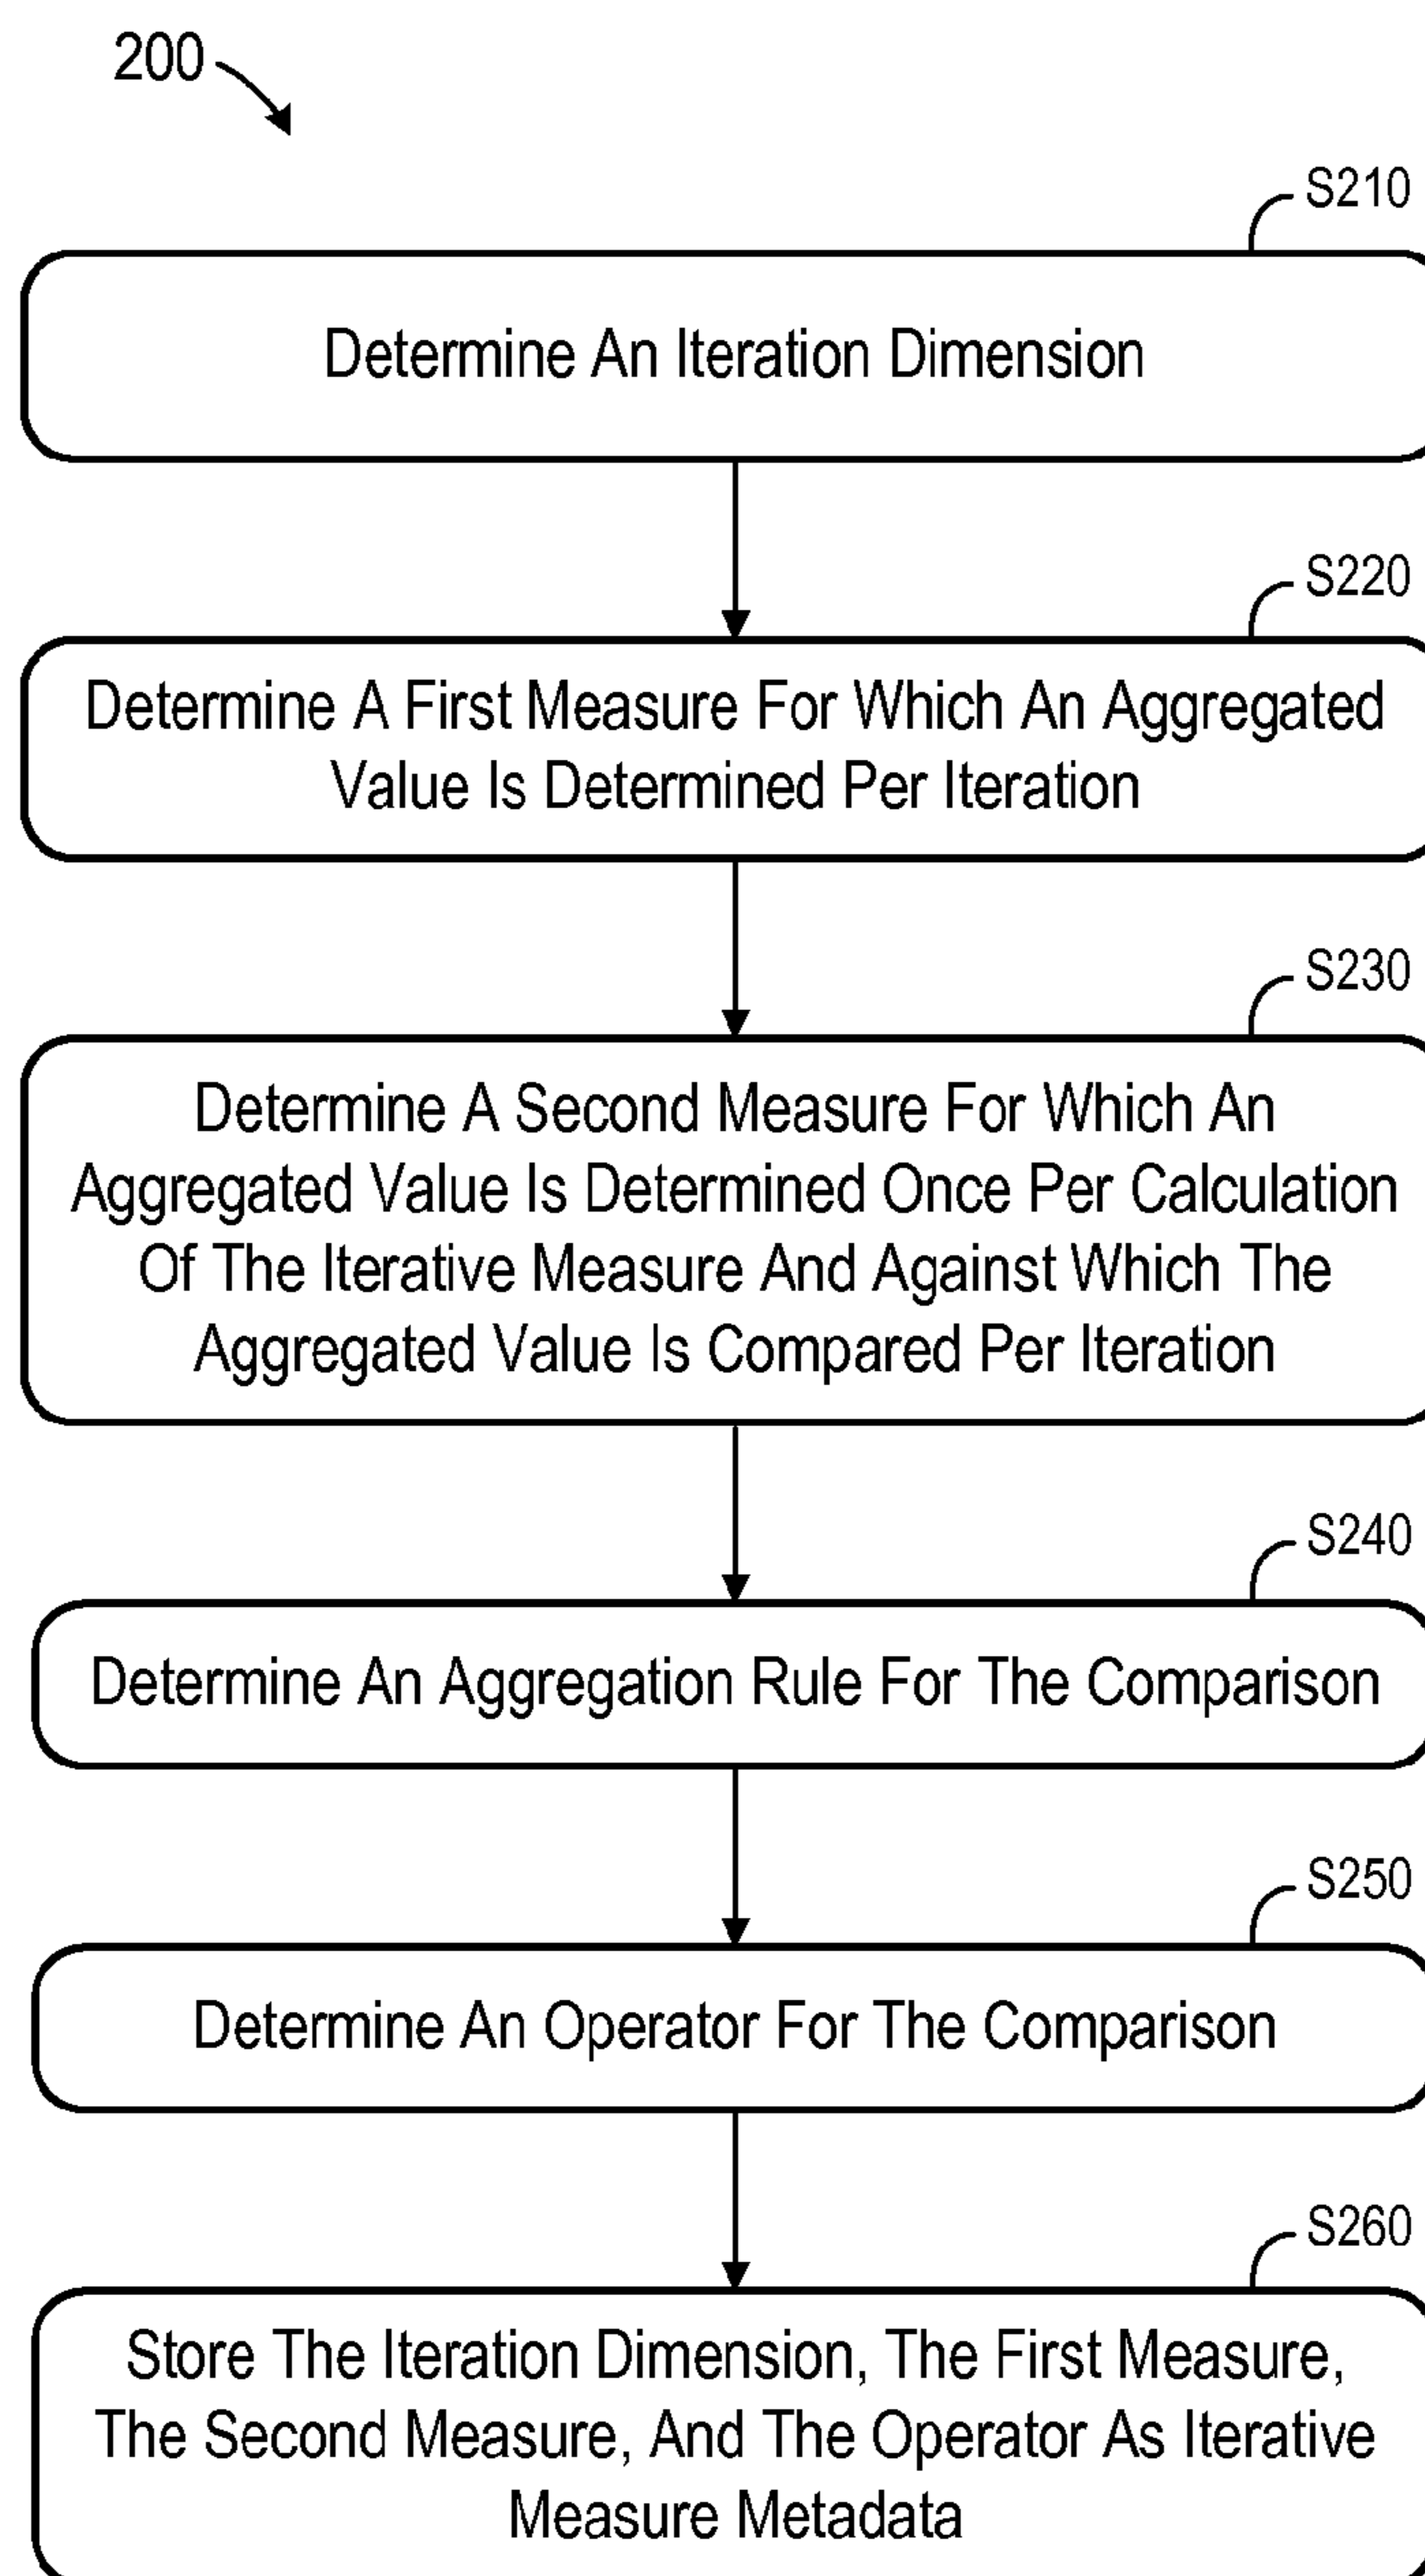 200
S210
Determine An Iteration Dimension
S220
Determine A First Measure For Which An Aggregated
Value Is Determined Per Iteration
S230
Determine A Second Measure For Which An
Aggregated Value Is Determined Once Per Calculation
Of The Iterative Measure And Against Which The
Aggregated Value Is Compared Per Iteration
S240
Determine An Aggregation Rule For The Comparison
S250
Determine An Operator For The Comparison
S260
Store The Iteration Dimension, The First Measure,
The Second Measure, And The Operator As Iterative
Measure Metadata